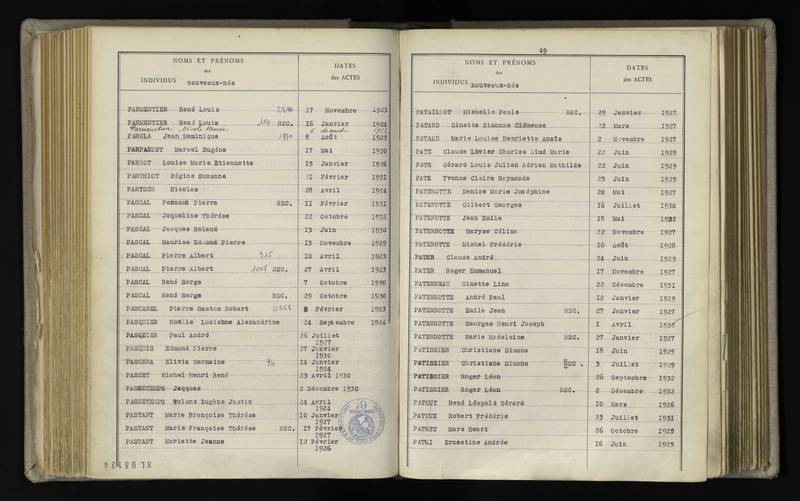 NOMS ET PRÉNOMS
des
INDIVIDUS nouveaux-nés
DATES
des ACTES
PARMENTIER René Louis 17 Novembre 1923
PARMENTIER René Louis REC. 16 Janvier 1924
Parmentier Nicole Renée
PAROLA Jean Dominique 8 Août 1923
PARPAUDET Marcel Eugène 17 Mai 1930
PARROT Louise Marie Etiennette 15 Janvier 1926
PARTHIOT Régine Suzanne 21 Février 1931
PARTSCH Nicolas 28 Avril 1924
PASCAL Fernand Pierre REC. 11 Février 1931
PASCAL Jaqueline Thérèse 22 Octobre 1932
PASCAL Jacques Roland 13 Juin 1930
PASCAL Maurice Edmond Pierre 13 Novembre 1929
PASCAL Pierre Albert 915 10 Avril 1923
PASCAL Pierre Albert REC. 27 Avril 1923
PASCAL René Serge 7 Octobre 1930
PASCAL René Serge REC. 29 Octobre 1930
PASCAREL Pierre Gaston Robert 8 Février 1923
PASQUIER Noëlle Lucienne Alexandrine 24 Septembre 1924
PASQUIER Paul André 26 Juillet 1927
PASQUIS Edmond Pierre 27 Janvier 1930
PASSERA Elivia Germaine 14 Janvier 1924
PASSET Michel Henri René 23 Avril 1930
PASSETEMPS Jacques 2 Décembre 1930
PASSETEMPS Roland Eugène Justin 24 Avril 1924
PASTANT Marie Françoise Thérèse 10 Janvier 1927
PASTANT Marie Françoise Thérèse REC. 17 Février 1927
PASTANT Mariette Jeanne 12 Février 1926
49
NOMS ET PRÉNOMS
des
INDIVIDUS nouveaux-nés
DATES
des ACTES
PATAILLOT Michelle Paule REC. 29 Janvier 1927
PATARD Ginette Simonne Clémence 22 Mars 1927
PATARD Marie Louise Henriette Anaïs 2 Novembre 1927
PATE Claude Xavier Charles Aimé Marie 22 Juin 1929
PATE Gérard Louis Julien Adrien Mathilde 22 Juin 1929
PATE Yvonne Claire Raymonde 25 Juin 1925
PATENOTTE Denise Marie Joséphine 20 Mai 1927
PATENOTTE Gilbert Georges 16 Juillet 1930
PATENOTTE Jean Emile 18 Mai 1932
PATERNOTTE Maryse Céline 22 Novembre 1927
PATENOTTE Michel Frédéric 10 Août 1928
PATER Claude André 24 Juin 1929
PATER Roger Emmanuel 17 Novembre 1927
PATERNEAU Ginette Lina 22 Décembre 1931
PATERNOTTE André Paul 12 Janvier 1929
PATERNOTTE Emile Jean REC. 27 Janvier 1927
PATERNOTTE Georges Henri Joseph 1 Avril 1932
PATERNOTTE Marie Madeleine REC. 27 Janvier 1927
PATISSIER Christiane Simone 18 Juin 1929
PATISSIER Christiane Simone REC. 3 Juillet 1929
PATISSIER Roger Léon 26 Septembre 1932
PATISSIER Roger Léon REC. 2 Décembre 1932
PATOUT René Léopold Gérard 10 Mars 1926
PATOUX Robert Frédéric 23 Juillet 1931
PATRET Marc Henri 26 Octobre 1925
PATRI Ernestine Andrée 16 Juin 1925